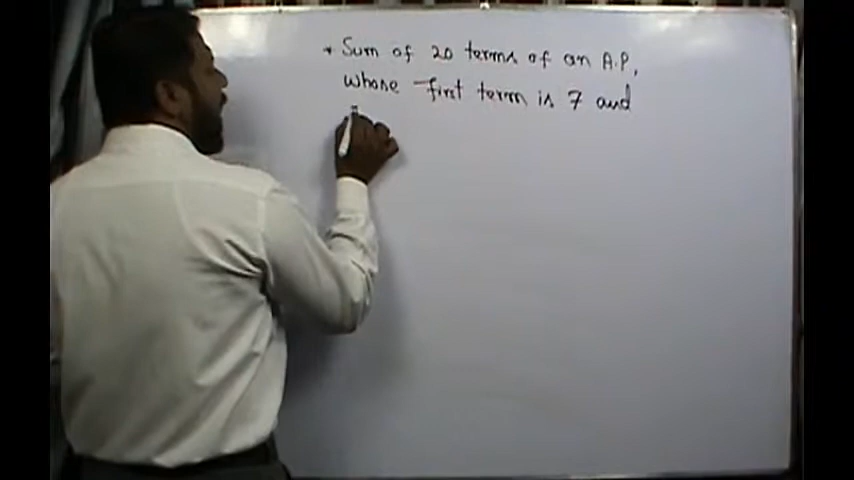 * Sum of 20 terms of an A.P,
whose first term is 7 and